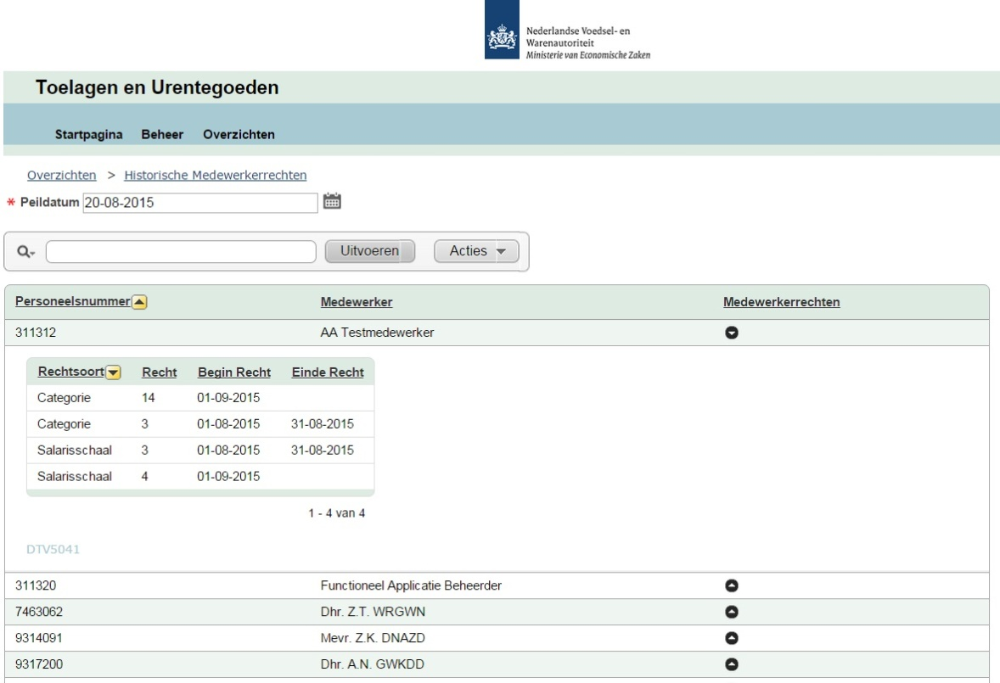 Nederlandse Voedsel- en
Warenautoriteit
Ministerie van Economische Zaken
Toelagen en Urentegoeden
Startpagina Beheer Overzichten
Overzichten > Historische Medewerkerrechten
* Peildatum 20-08-2015
Uitvoeren Acties
Personeelsnummer Medewerker Medewerkerrechten
311312 AA Testmedewerker
Rechtsoort Recht Begin Recht Einde Recht
Categorie 14 01-09-2015
Categorie 3 01-08-2015 31-08-2015
Salarisschaal 3 01-08-2015 31-08-2015
Salarisschaal 4 01-09-2015
1 - 4 van 4
DTV5041
311320 Functioneel Applicatie Beheerder
7463062 Dhr. Z.T. WRGWN
9314091 Mevr. Z.K. DNAZD
9317200 Dhr. A.N. GWKDD